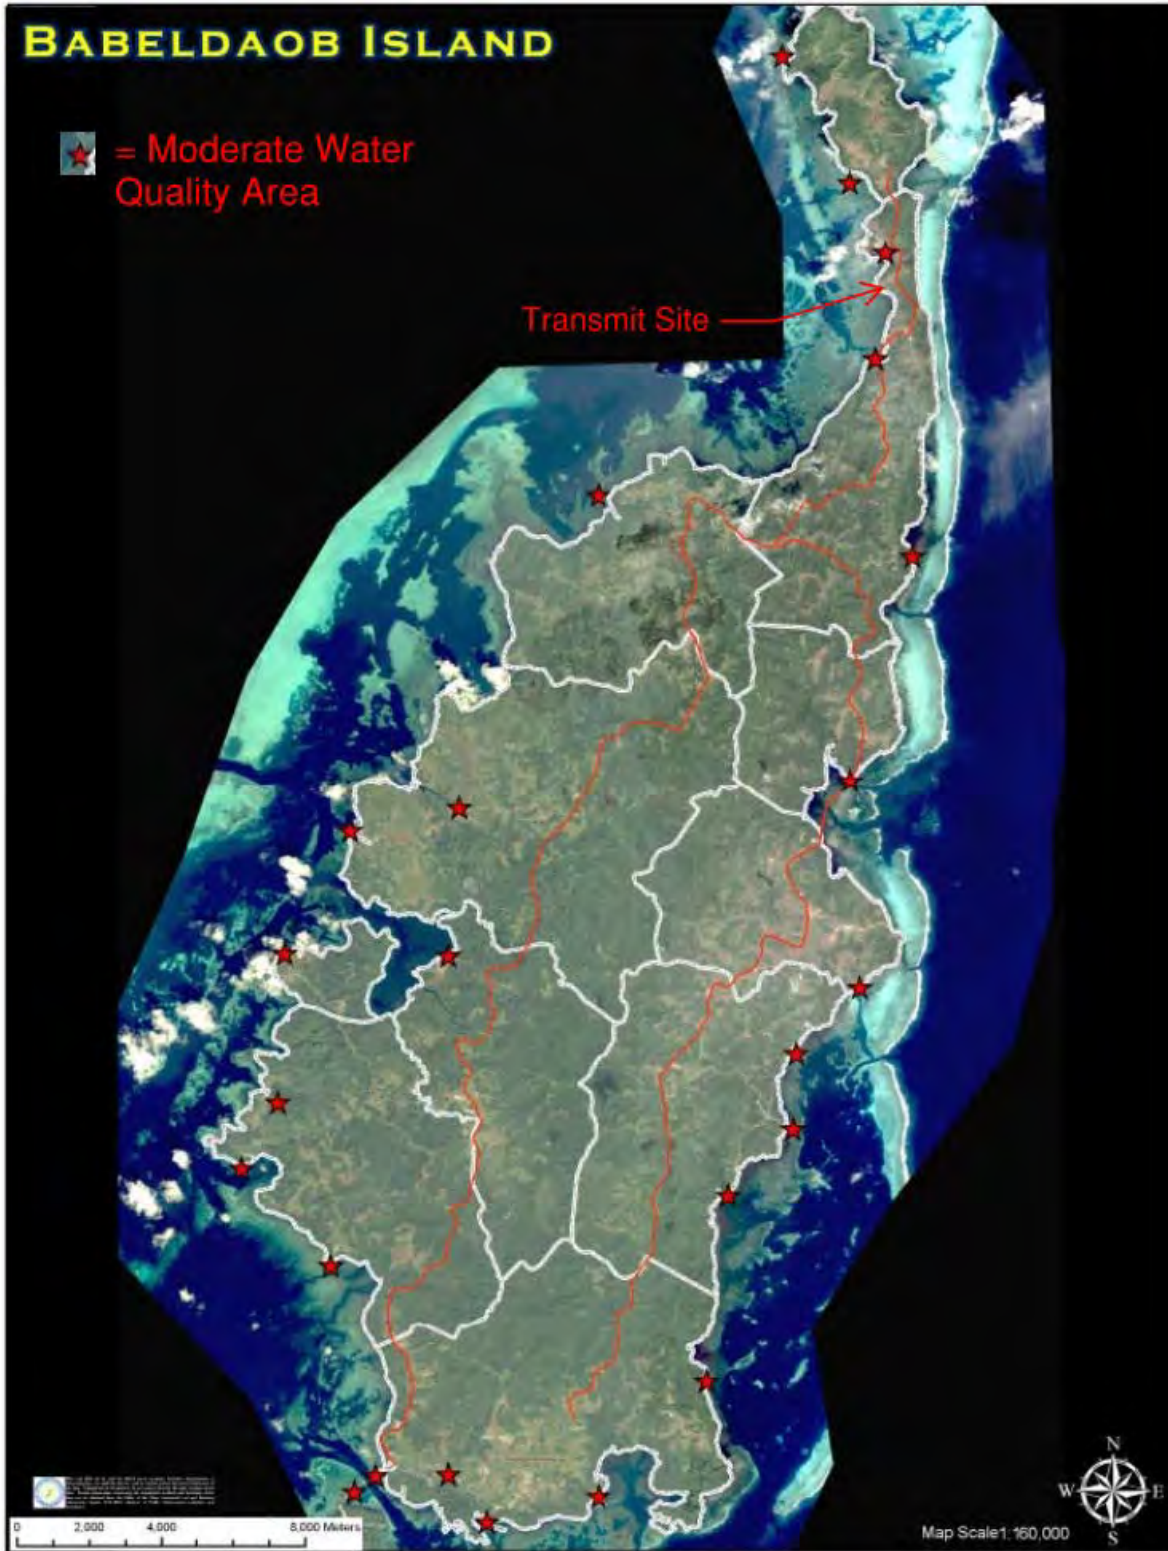 BABELDAOB ISLAND
= Moderate Water
Quality Area
Transmit Site
N
W E
S
0 2,000 4,000 8,000 Meters
Map Scale1:160,000